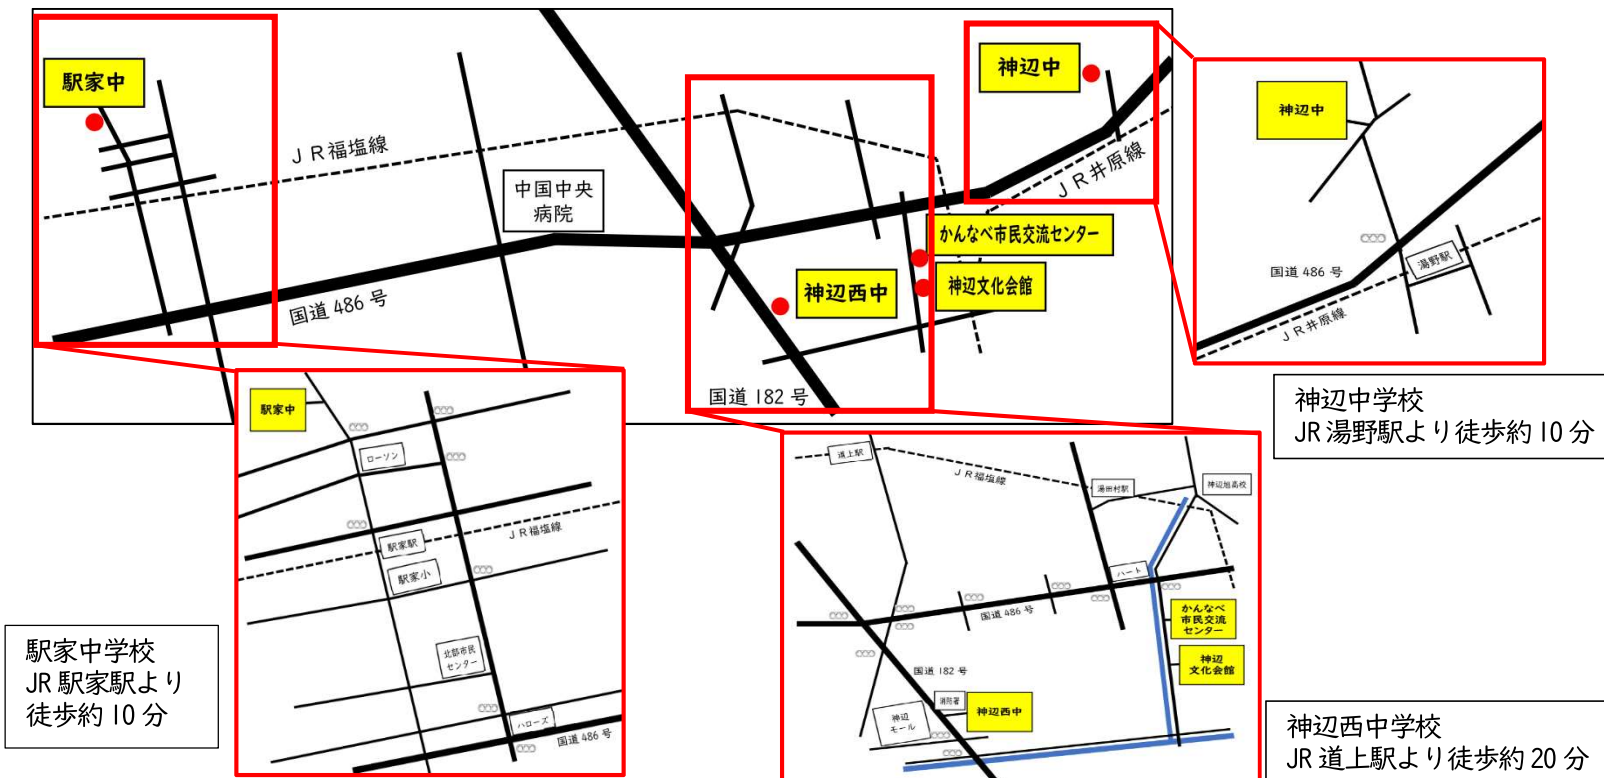 駅家中
ＪＲ福塩線
中国中央
病院
国道 486 号
神辺中
ＪＲ井原線
かんなべ市民交流センター
神辺文化会館
神辺西中
国道 182 号
神辺中
国道 486 号
湯野駅
ＪＲ井原線
神辺中学校
JR 湯野駅より徒歩約 10 分
駅家中
ローソン
ＪＲ福塩線
駅家駅
駅家小
北部市民
センター
ハローズ
国道 486 号
駅家中学校
JR 駅家駅より
徒歩約 10 分
道上駅
ＪＲ福塩線
湯田村駅
神辺旭高校
ハート
国道 486 号
かんなべ
市民交流
センター
神辺
文化会館
国道 182 号
消防署
神辺西中
神辺
モール
神辺西中学校
JR 道上駅より徒歩約 20 分